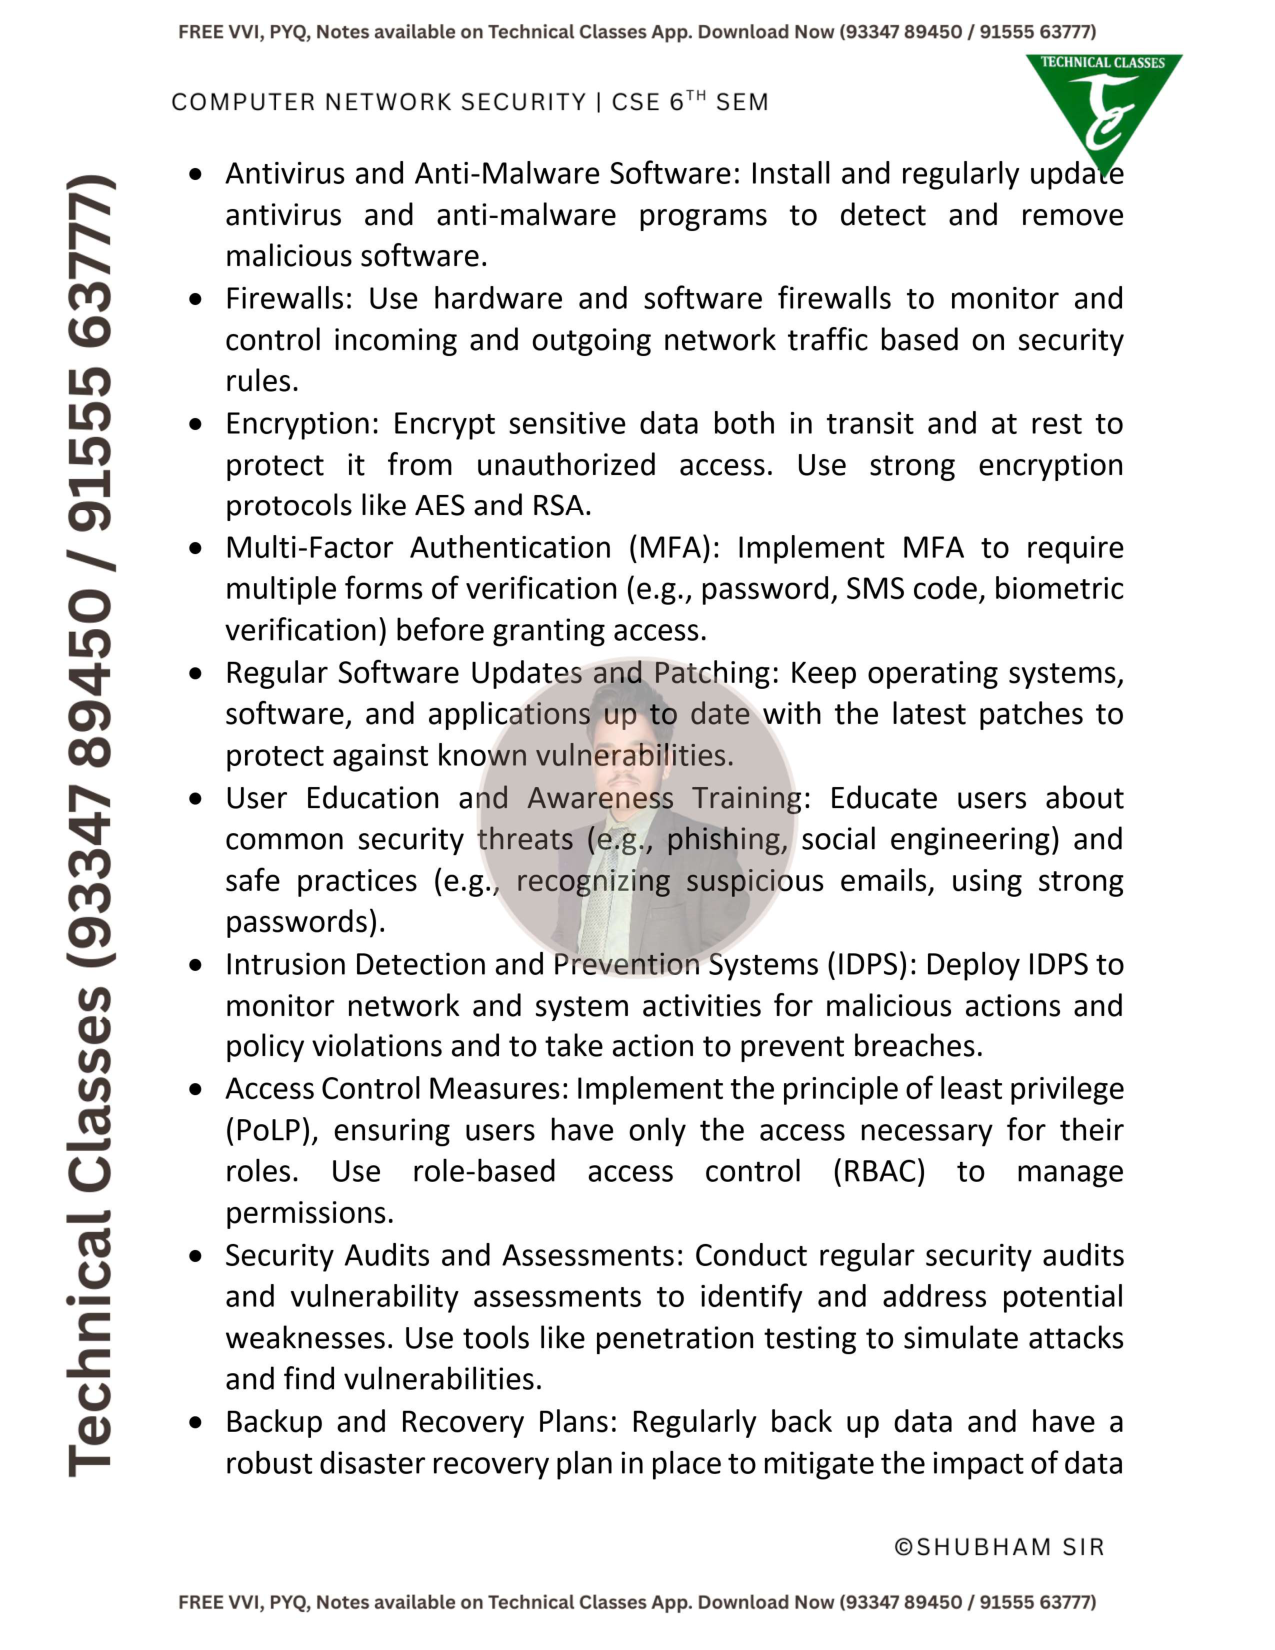 FREE VVI, PYQ, Notes available on Technical Classes App. Download Now (93347 89450 / 91555 63777)
TECHNICAL CLASSES
COMPUTER NETWORK SECURITY | CSE 6TH SEM
Technical Classes (93347 89450 / 91555 63777)
• Antivirus and Anti-Malware Software: Install and regularly update
antivirus and anti-malware programs to detect and remove
malicious software.
• Firewalls: Use hardware and software firewalls to monitor and
control incoming and outgoing network traffic based on security
rules.
• Encryption: Encrypt sensitive data both in transit and at rest to
protect it from unauthorized access. Use strong encryption
protocols like AES and RSA.
• Multi-Factor Authentication (MFA): Implement MFA to require
multiple forms of verification (e.g., password, SMS code, biometric
verification) before granting access.
• Regular Software Updates and Patching: Keep operating systems,
software, and applications up to date with the latest patches to
protect against known vulnerabilities.
• User Education and Awareness Training: Educate users about
common security threats (e.g., phishing, social engineering) and
safe practices (e.g., recognizing suspicious emails, using strong
passwords).
• Intrusion Detection and Prevention Systems (IDPS): Deploy IDPS to
monitor network and system activities for malicious actions and
policy violations and to take action to prevent breaches.
• Access Control Measures: Implement the principle of least privilege
(PoLP), ensuring users have only the access necessary for their
roles. Use role-based access control (RBAC) to manage
permissions.
• Security Audits and Assessments: Conduct regular security audits
and vulnerability assessments to identify and address potential
weaknesses. Use tools like penetration testing to simulate attacks
and find vulnerabilities.
• Backup and Recovery Plans: Regularly back up data and have a
robust disaster recovery plan in place to mitigate the impact of data
©SHUBHAM SIR
FREE VVI, PYQ, Notes available on Technical Classes App. Download Now (93347 89450 / 91555 63777)